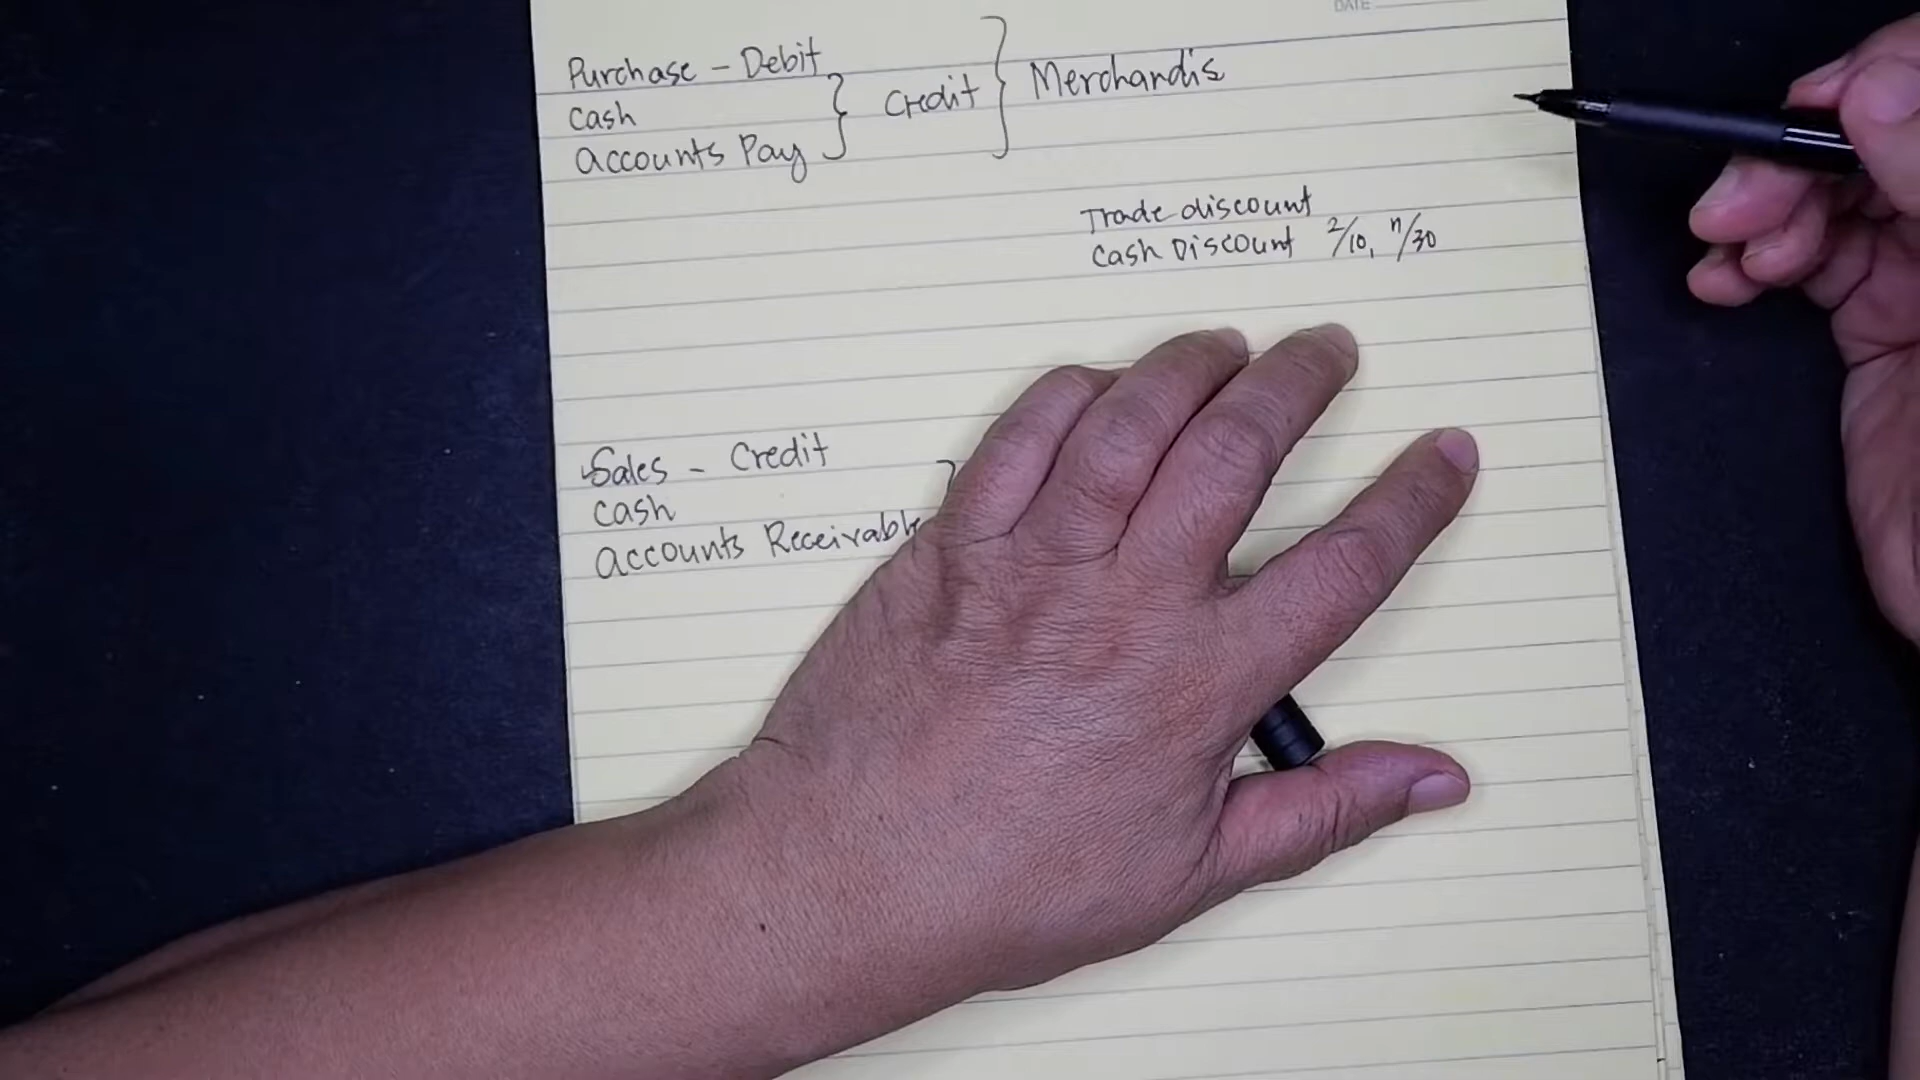 DATE
Purchase - Debit
Cash
accounts Pay
Credit
Merchandis
Trade discount
Cash Discount 2/10, n/30
Sales - Credit
Cash
accounts Receivable